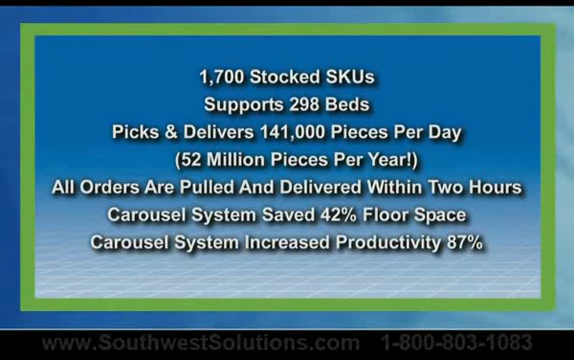 1,700 Stocked SKUs
Supports 298 Beds
Picks & Delivers 141,000 Pieces Per Day
(52 Million Pieces Per Year!)
All Orders Are Pulled And Delivered Within Two Hours
Carousel System Saved 42% Floor Space
Carousel System Increased Productivity 87%
www.SouthwestSolutions.com 1-800-803-1083